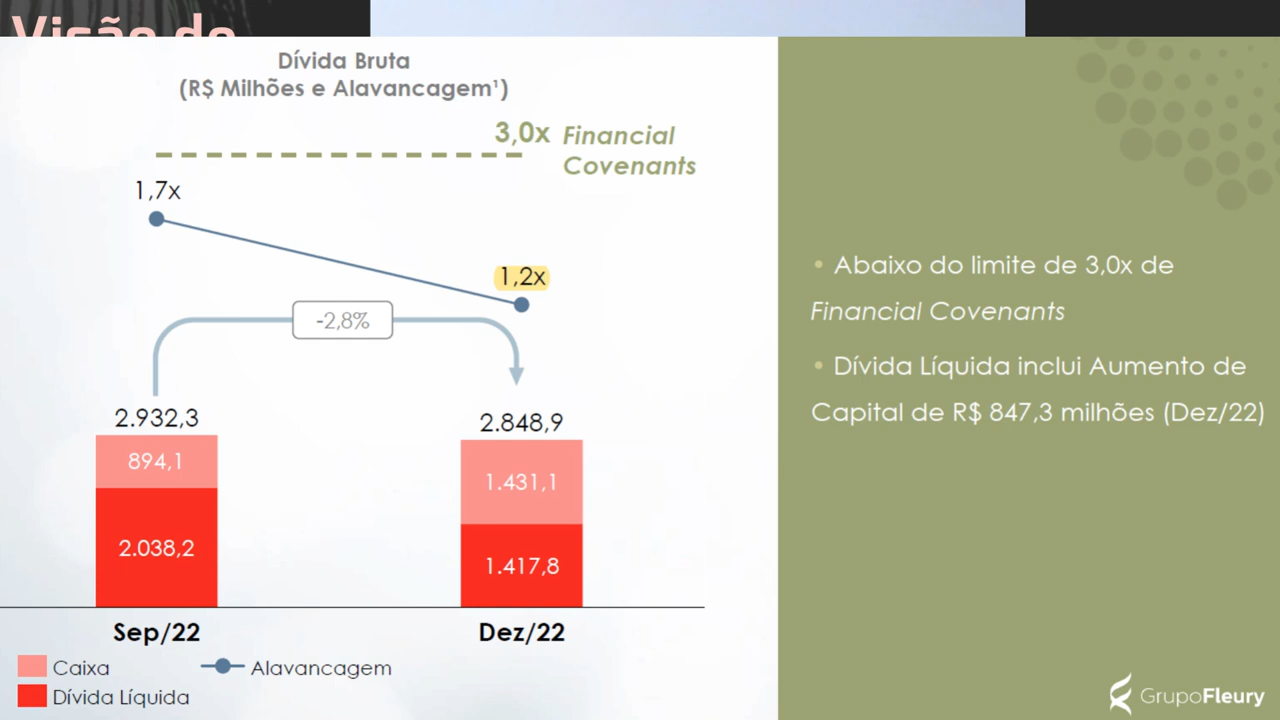 Visão do
Dívida Bruta
(R$ Milhões e Alavancagem¹)
3,0x Financial
Covenants
1,7x
1,2x
-2,8%
2.932,3
2.848,9
894,1
1.431,1
2.038,2
1.417,8
Sep/22
Dez/22
Caixa
Alavancagem
Dívida Líquida
• Abaixo do limite de 3,0x de
Financial Covenants
• Dívida Líquida inclui Aumento de
Capital de R$ 847,3 milhões (Dez/22)
GrupoFleury